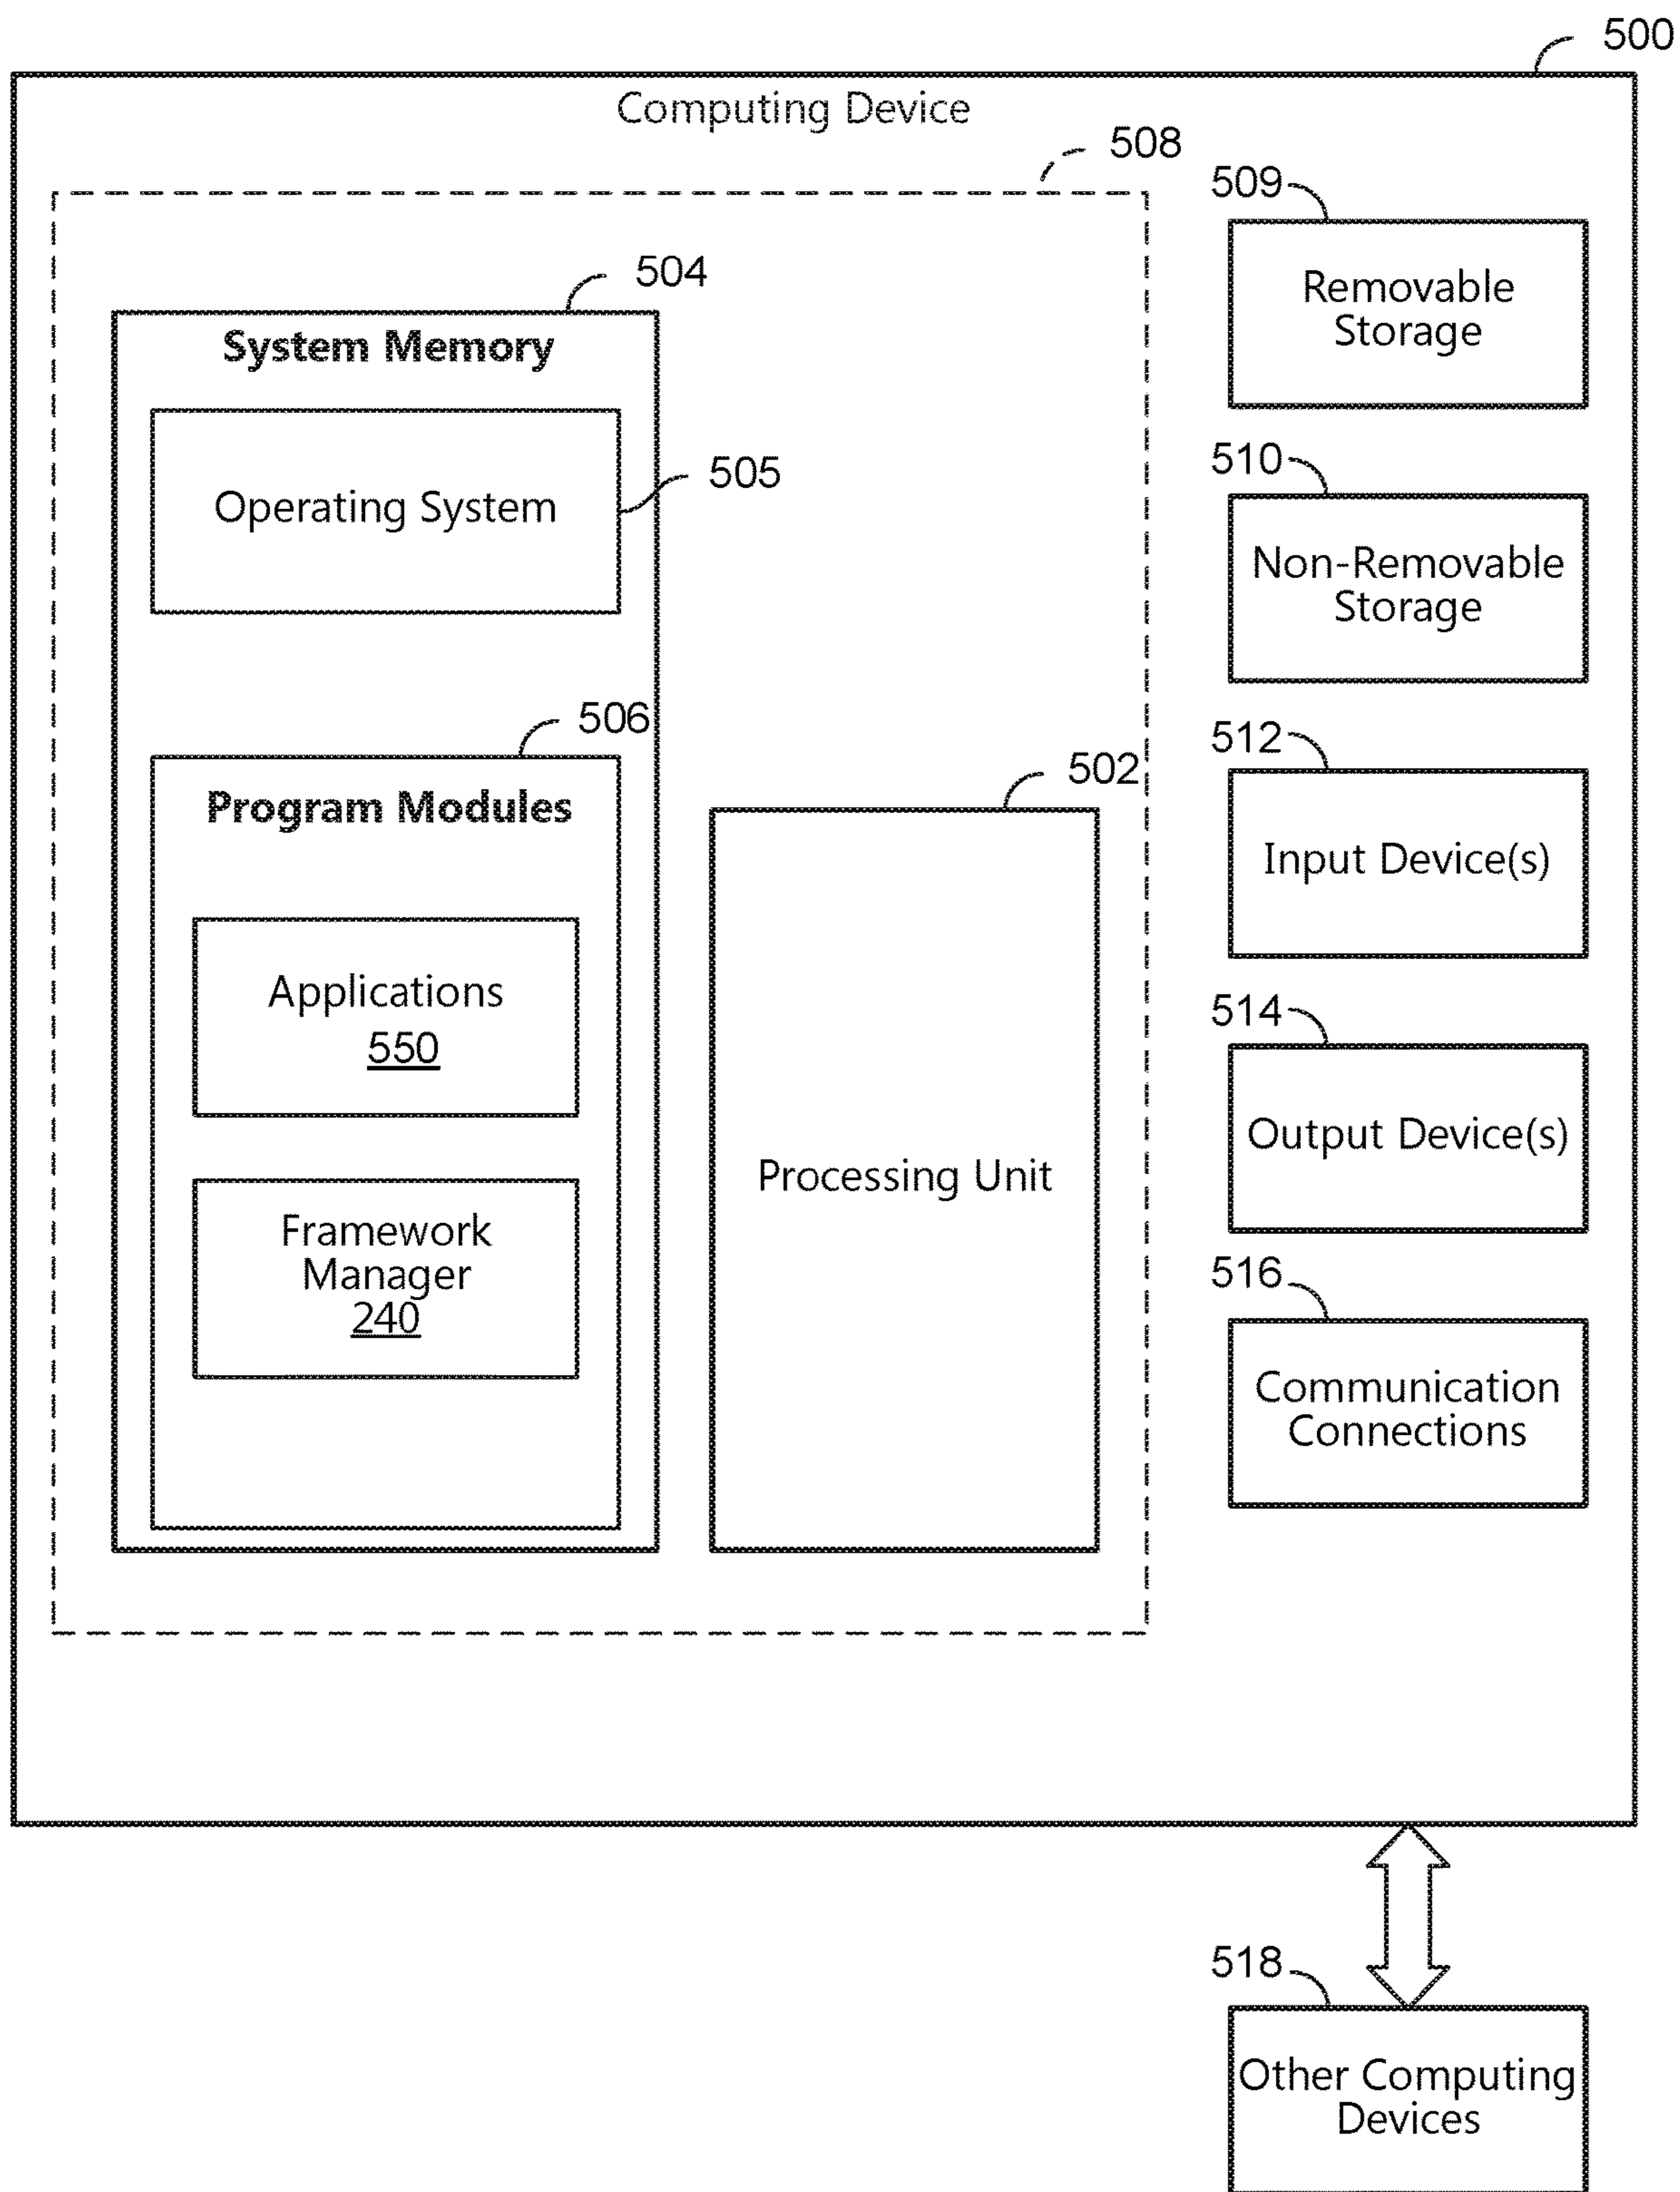 500
Computing Device
508
509
Removable
Storage
504
System Memory
Operating System
505
510
Non-Removable
Storage
506
Program Modules
502
512
Input Device(s)
Applications
550
Processing Unit
514
Output Device(s)
Framework
Manager
240
516
Communication
Connections
518
Other Computing
Devices